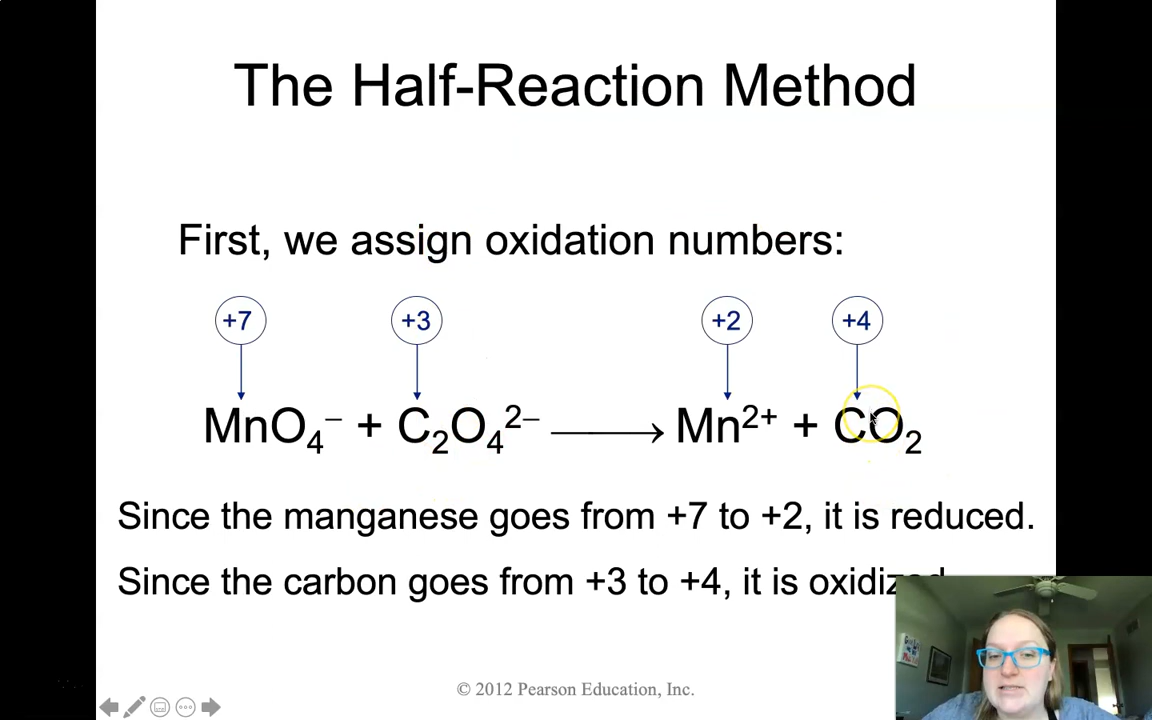 The Half-Reaction Method
First, we assign oxidation numbers:
+7 +3 +2 +4
MnO₄⁻ + C₂O₄²⁻ ⟶ Mn²⁺ + CO₂
Since the manganese goes from +7 to +2, it is reduced.
Since the carbon goes from +3 to +4, it is
© 2012 Pearson Education, Inc.